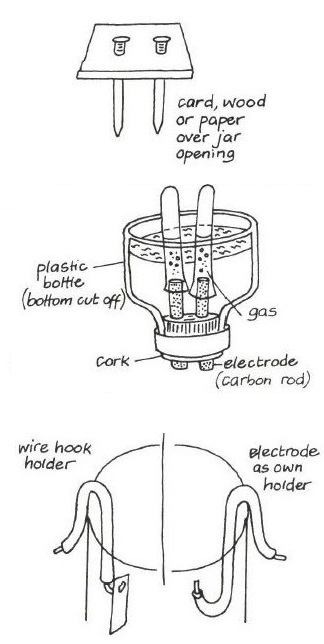 card, wood
or paper
over jar
opening
plastic
bottle
(bottom cut off)
gas
cork
electrode
(carbon rod)
wire hook
holder
electrode
as own
holder